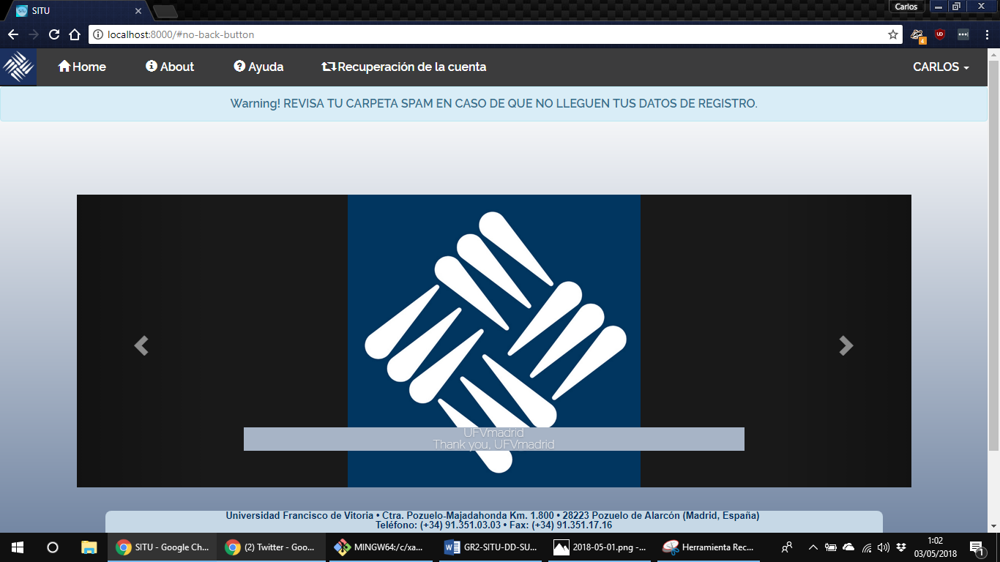 SITU
Carlos
localhost:8000/#no-back-button
UD
4
Home
About
Ayuda
Recuperación de la cuenta
CARLOS
Warning! REVISA TU CARPETA SPAM EN CASO DE QUE NO LLEGUEN TUS DATOS DE REGISTRO.
UFVmadrid
Thank you, UFVmadrid
Universidad Francisco de Vitoria • Ctra. Pozuelo-Majadahonda Km. 1.800 • 28223 Pozuelo de Alarcón (Madrid, España)
Teléfono: (+34) 91.351.03.03 • Fax: (+34) 91.351.17.16
SITU - Google Ch...
(2) Twitter - Goo...
MINGW64:/c/xa...
GR2-SITU-DD-SU...
2018-05-01.png -...
Herramienta Rec...
1:02
03/05/2018
1